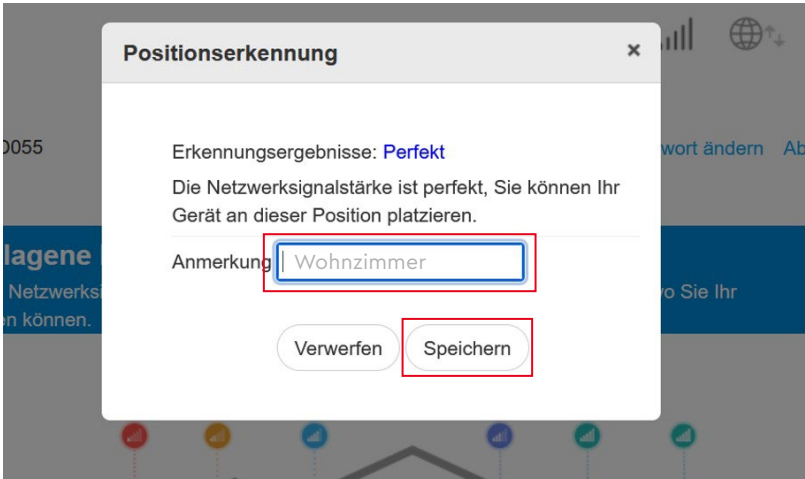 Positionserkennung ×
0055
wort ändern Ab
Erkennungsergebnisse: Perfekt
Die Netzwerksignalstärke ist perfekt, Sie können Ihr
Gerät an dieser Position platzieren.
lagene
Anmerkung Wohnzimmer
Netzwerksi
vo Sie Ihr
en können.
Verwerfen Speichern